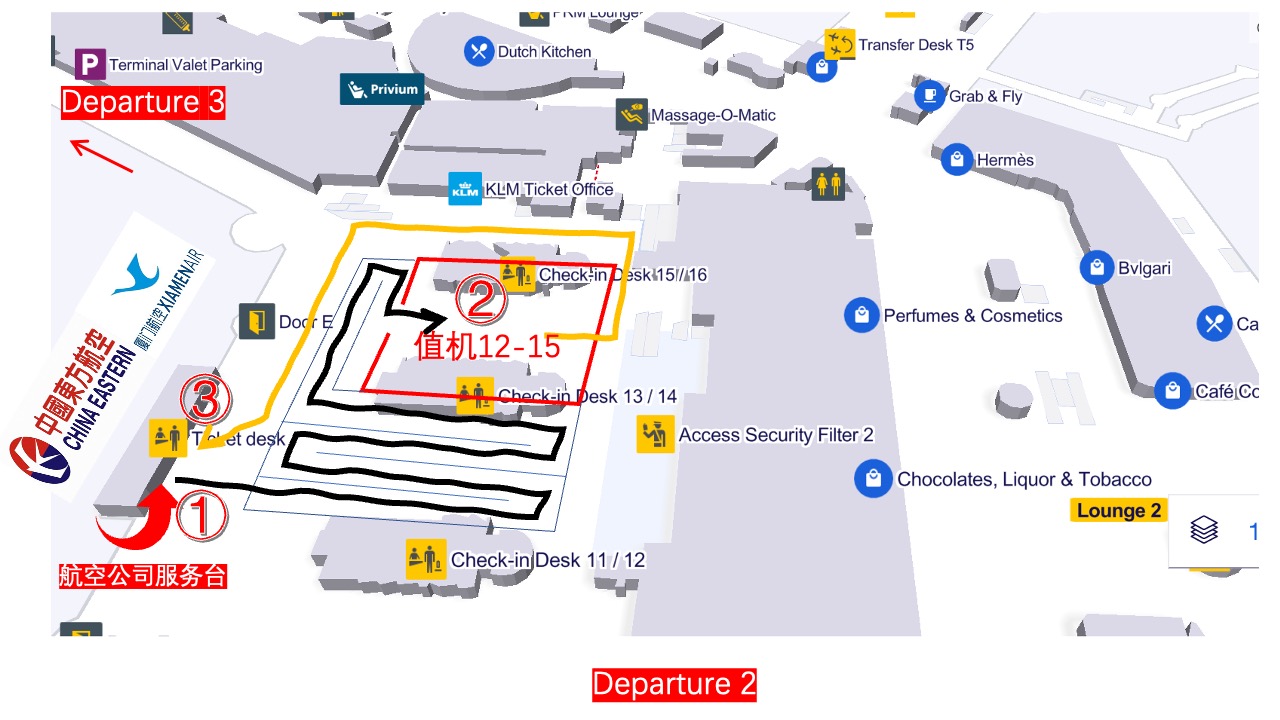 PRM Lounge
Dutch Kitchen
Transfer Desk T5
P
Terminal Valet Parking
Privium
Departure 3
Grab & Fly
Massage-O-Matic
Hermès
KLM
KLM Ticket Office
厦门航空 XIAMENAIR
中國東方航空
CHINA EASTERN
Check-in Desk 15 / 16
Bvlgari
②
Door E
Perfumes & Cosmetics
Ca
值机12-15
③
Check-in Desk 13 / 14
Café Co
Ticket desk
Access Security Filter 2
Chocolates, Liquor & Tobacco
①
Lounge 2
1
Check-in Desk 11 / 12
航空公司服务台
Departure 2